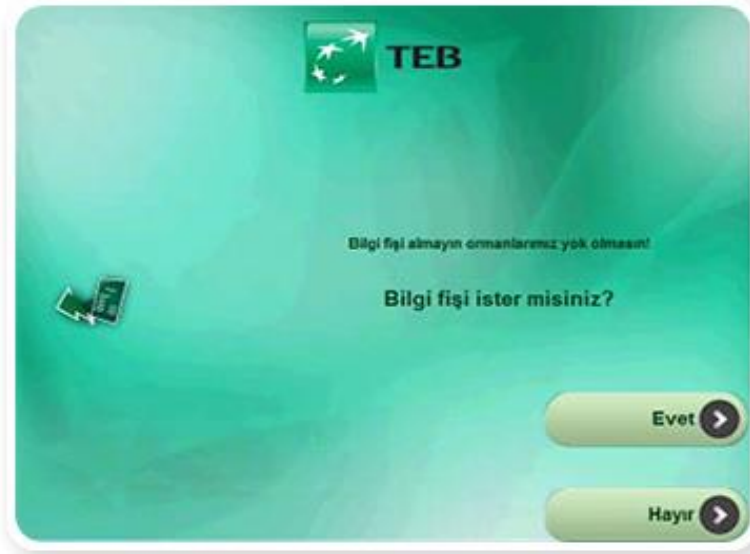 TEB
Bilgi fişi almayın ormanlarımız yok olmasın!
Bilgi fişi ister misiniz?
Evet
Hayır